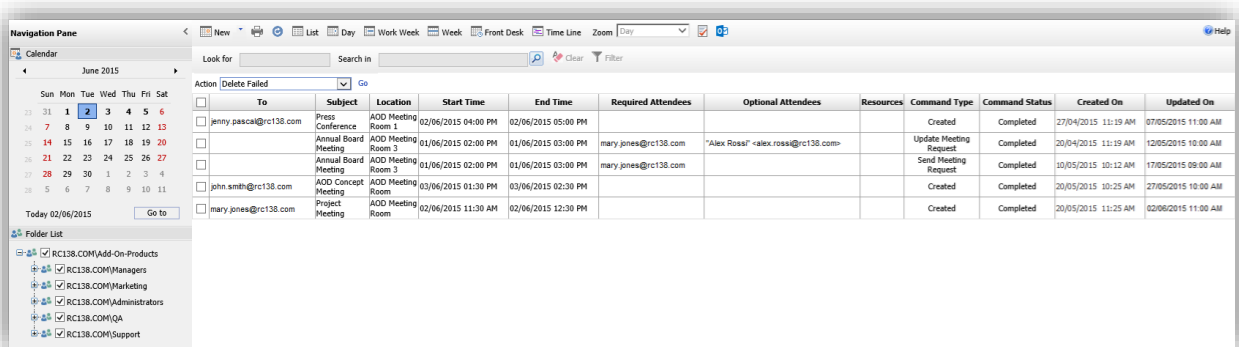 Navigation Pane
New List Day Work Week Week Front Desk Time Line Zoom Day Help
Calendar
June 2015
Sun Mon Tue Wed Thu Fri Sat
23 31 1 2 3 4 5 6
24 7 8 9 10 11 12 13
25 14 15 16 17 18 19 20
26 21 22 23 24 25 26 27
27 28 29 30 1 2 3 4
28 5 6 7 8 9 10 11
Today 02/06/2015 Go to
Folder List
RC138.COM\Add-On-Products
RC138.COM\Managers
RC138.COM\Marketing
RC138.COM\Administrators
RC138.COM\QA
RC138.COM\Support
Look for Search in Clear Filter
Action Delete Failed Go
To Subject Location Start Time End Time Required Attendees Optional Attendees Resources Command Type Command Status Created On Updated On
jenny.pascal@rc138.com Press Conference AOD Meeting Room 1 02/06/2015 04:00 PM 02/06/2015 05:00 PM Created Completed 27/04/2015 11:19 AM 07/05/2015 11:00 AM
Annual Board Meeting AOD Meeting Room 3 01/06/2015 02:00 PM 01/06/2015 03:00 PM mary.jones@rc138.com "Alex Rossi" <alex.rossi@rc138.com> Update Meeting Request Completed 20/04/2015 11:19 AM 12/05/2015 10:00 AM
Annual Board Meeting AOD Meeting Room 3 01/06/2015 02:00 PM 01/06/2015 03:00 PM mary.jones@rc138.com Send Meeting Request Completed 10/05/2015 10:12 AM 17/05/2015 09:00 AM
john.smith@rc138.com AOD Concept Meeting AOD Meeting Room 03/06/2015 01:30 PM 03/06/2015 02:30 PM Created Completed 20/05/2015 10:25 AM 27/05/2015 10:00 AM
mary.jones@rc138.com Project Meeting AOD Meeting Room 02/06/2015 11:30 AM 02/06/2015 12:30 PM Created Completed 20/05/2015 11:25 AM 02/06/2015 11:00 AM